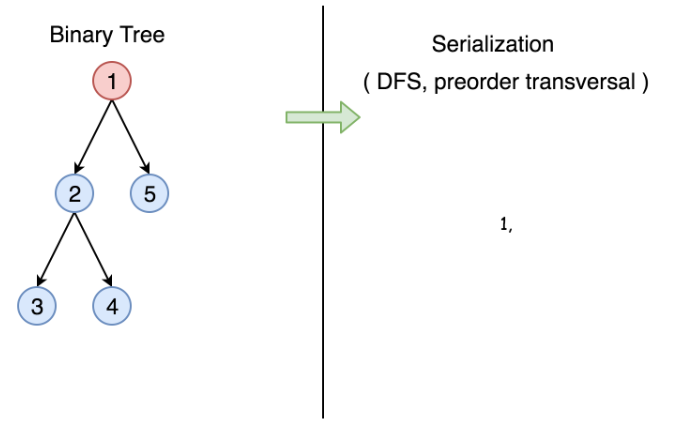 Binary Tree
1
2
5
3
4
Serialization
( DFS, preorder transversal )
1,